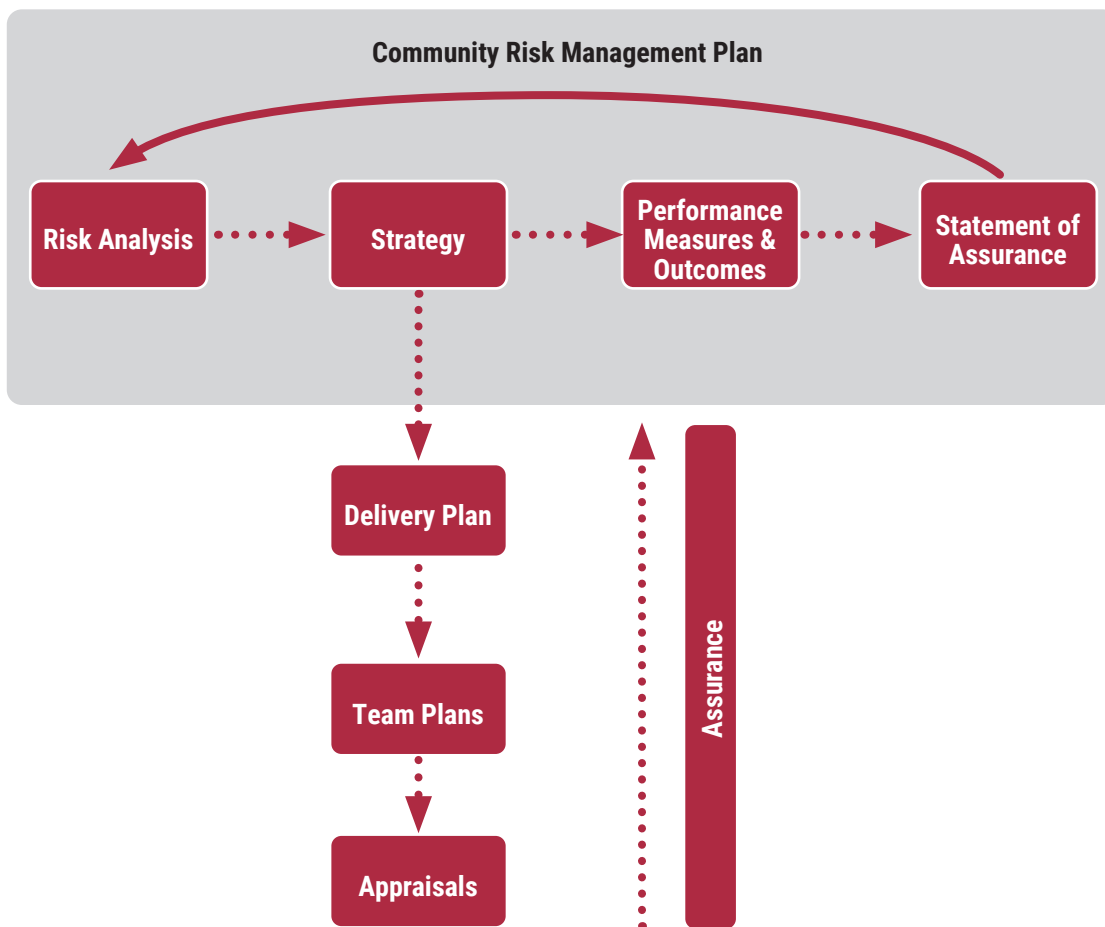 Community Risk Management Plan
Risk Analysis
Strategy
Performance
Measures &
Outcomes
Statement of
Assurance
Delivery Plan
Team Plans
Appraisals
Assurance